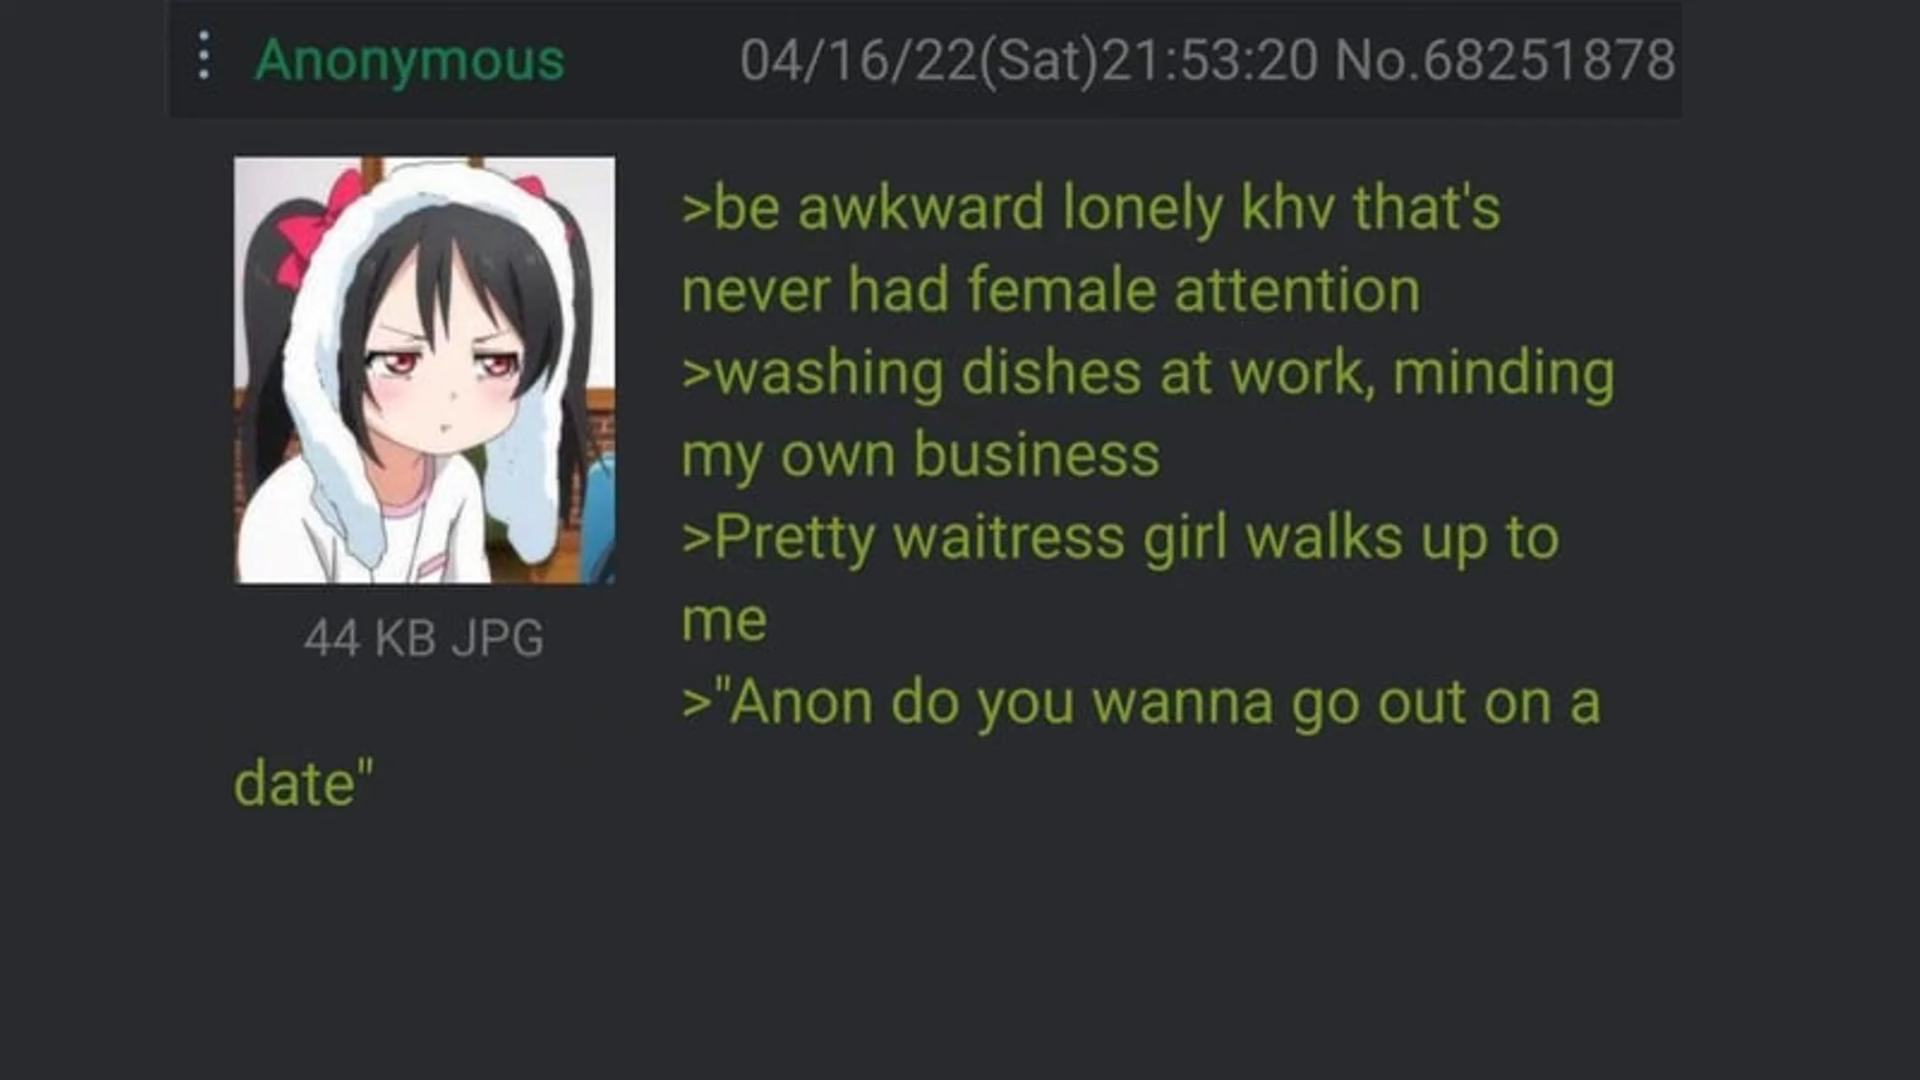 Anonymous 04/16/22(Sat)21:53:20 No.68251878
>be awkward lonely khv that's
never had female attention
>washing dishes at work, minding
my own business
>Pretty waitress girl walks up to
me
44 KB JPG
>"Anon do you wanna go out on a
date"